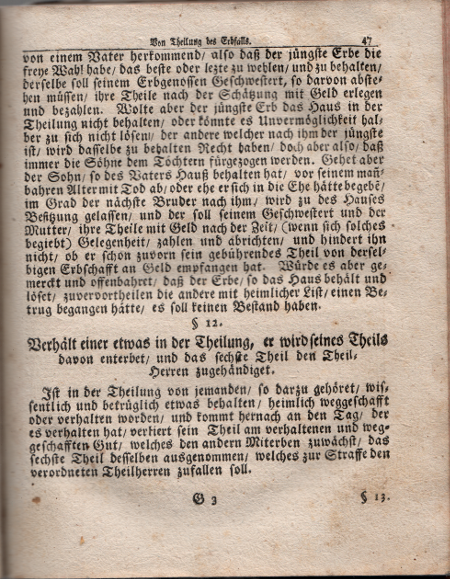 Von Theilung des Erbfalls. 47
von einem Vater herkommend/ also daß der jüngste Erbe die
freye Wahl habe/ das beste oder lezte zu wehlen/ und zu behalten/
derselbe soll seinem Erbgenossen Geschwestert, so darvon abste-
hen müssen/ ihre Theile nach der Schätzung mit Geld erlegen
und bezahlen. Wolte aber der jüngste Erb das Haus in der
Theilung nicht behalten/ oder könnte es Unvermöglichkeit hal-
ber zu sich nicht lösen/ der andere welcher nach ihm der jüngste
ist/ wird dasselbe zu behalten Recht haben/ doch aber also/ daß
immer die Söhne dem Töchtern fürgezogen werden. Gehet aber
der Sohn/ so des Vaters Hauß behalten hat/ vor seinem mañ-
bahren Alter mit Tod ab/ oder ehe er sich in die Ehe hätte begebē/
im Grad der nächste Bruder nach ihm/ wird zu des Hauses
Besitzung gelassen/ und der soll seinem Geschwestert und der
Mutter/ ihre Theile mit Geld nach der Zeit/ (wenn sich solches
begiebt) Gelegenheit/ zahlen und abrichten/ und hindert ihn
nicht/ ob er schon zuvorn sein gebührendes Theil von dersel-
bigen Erbschafft an Geld empfangen hat. Würde es aber ge-
merckt und offenbahret/ daß der Erbe/ so das Haus behält und
löset/ zuvervortheilen die andere mit heimlicher List/ einen Be-
trug begangen hätte/ es soll keinen Bestand haben.
§ 12.
Verhält einer etwas in der Theilung, er wird seines Theils
davon enterbet/ und das sechste Theil den Theil-
Herren zugehändiget.
Ist in der Theilung von jemanden/ so darzu gehöret/ wis-
sentlich und betrüglich etwas behalten/ heimlich weggeschafft
oder verhalten worden/ und kommt hernach an den Tag/ der
es verhalten hat/ verliert sein Theil am verhaltenen und weg-
geschafften Gut/ welches den andern Miterben zuwächst/ das
sechste Theil desselben ausgenommen/ welches zur Straffe den
verordneten Theilherren zufallen soll.
G 3 § 13.